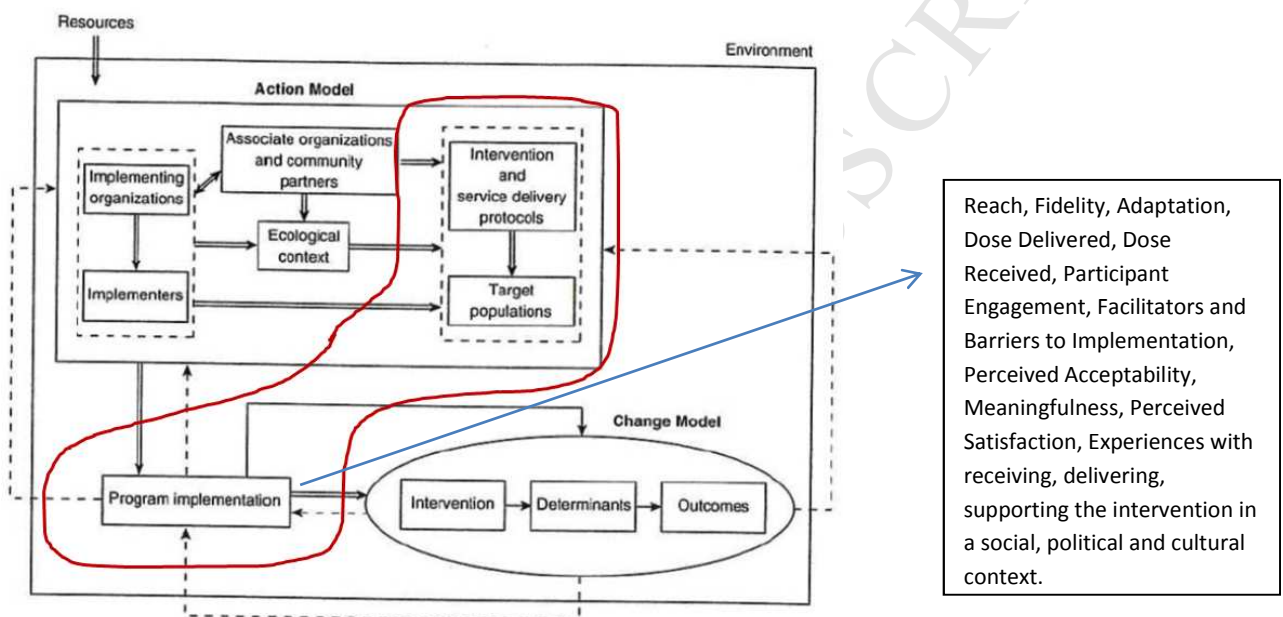 Resources
Environment
Action Model
Associate organizations
and community
partners
Implementing
organizations
Intervention
and
service delivery
protocols
Ecological
context
Implementers
Target
populations
Change Model
Program implementation
Intervention
Determinants
Outcomes
Reach, Fidelity, Adaptation,
Dose Delivered, Dose
Received, Participant
Engagement, Facilitators and
Barriers to Implementation,
Perceived Acceptability,
Meaningfulness, Perceived
Satisfaction, Experiences with
receiving, delivering,
supporting the intervention in
a social, political and cultural
context.
SCR